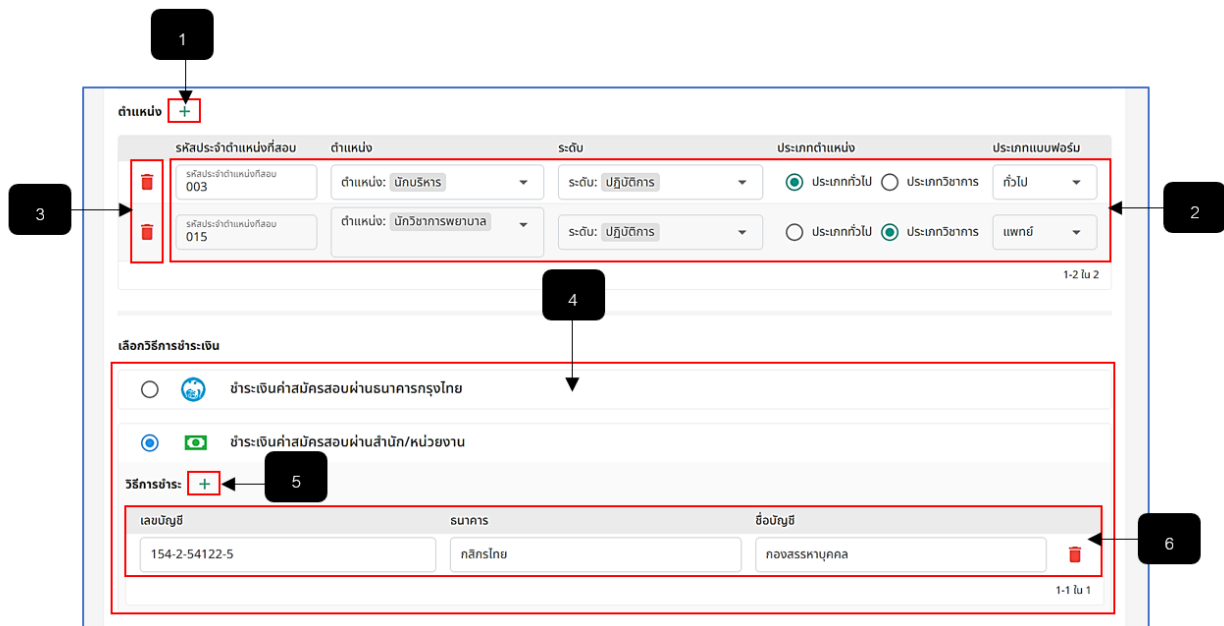 1
ตำแหน่ง +
รหัสประจำตำแหน่งที่สอบ ตำแหน่ง ระดับ ประเภทตำแหน่ง ประเภทแบบฟอร์ม
รหัสประจำตำแหน่งที่สอบ
003 ตำแหน่ง: นักบริหาร ระดับ: ปฏิบัติการ ประเภททั่วไป ประเภทวิชาการ ทั่วไป
3
2
รหัสประจำตำแหน่งที่สอบ
015 ตำแหน่ง: นักวิชาการพยาบาล ระดับ: ปฏิบัติการ ประเภททั่วไป ประเภทวิชาการ แพทย์
1-2 ใน 2
4
เลือกวิธีการชำระเงิน
ชำระเงินค่าสมัครสอบผ่านธนาคารกรุงไทย
ชำระเงินค่าสมัครสอบผ่านสำนัก/หน่วยงาน
วิธีการชำระ + 5
เลขบัญชี ธนาคาร ชื่อบัญชี
154-2-54122-5 กสิกรไทย กองสรรหาบุคคล 6
1-1 ใน 1